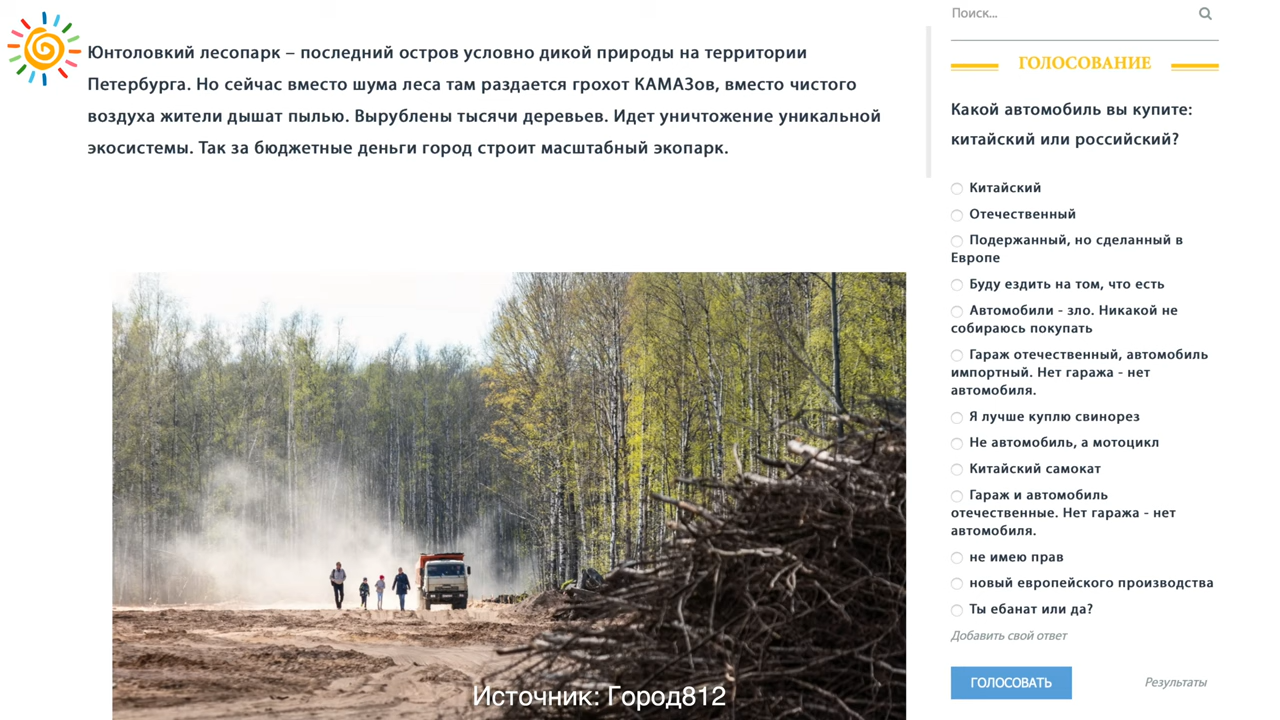 Юнтоловкий лесопарк – последний остров условно дикой природы на территории
Петербурга. Но сейчас вместо шума леса там раздается грохот КАМАЗов, вместо чистого
воздуха жители дышат пылью. Вырублены тысячи деревьев. Идет уничтожение уникальной
экосистемы. Так за бюджетные деньги город строит масштабный экопарк.
Источник: Город812
Поиск...
ГОЛОСОВАНИЕ
Какой автомобиль вы купите:
китайский или российский?
Китайский
Отечественный
Подержанный, но сделанный в
Европе
Буду ездить на том, что есть
Автомобили - зло. Никакой не
собираюсь покупать
Гараж отечественный, автомобиль
импортный. Нет гаража - нет
автомобиля.
Я лучше куплю свинорез
Не автомобиль, а мотоцикл
Китайский самокат
Гараж и автомобиль
отечественные. Нет гаража - нет
автомобиля.
не имею прав
новый европейского производства
Ты ебанат или да?
Добавить свой ответ
ГОЛОСОВАТЬ
Результаты